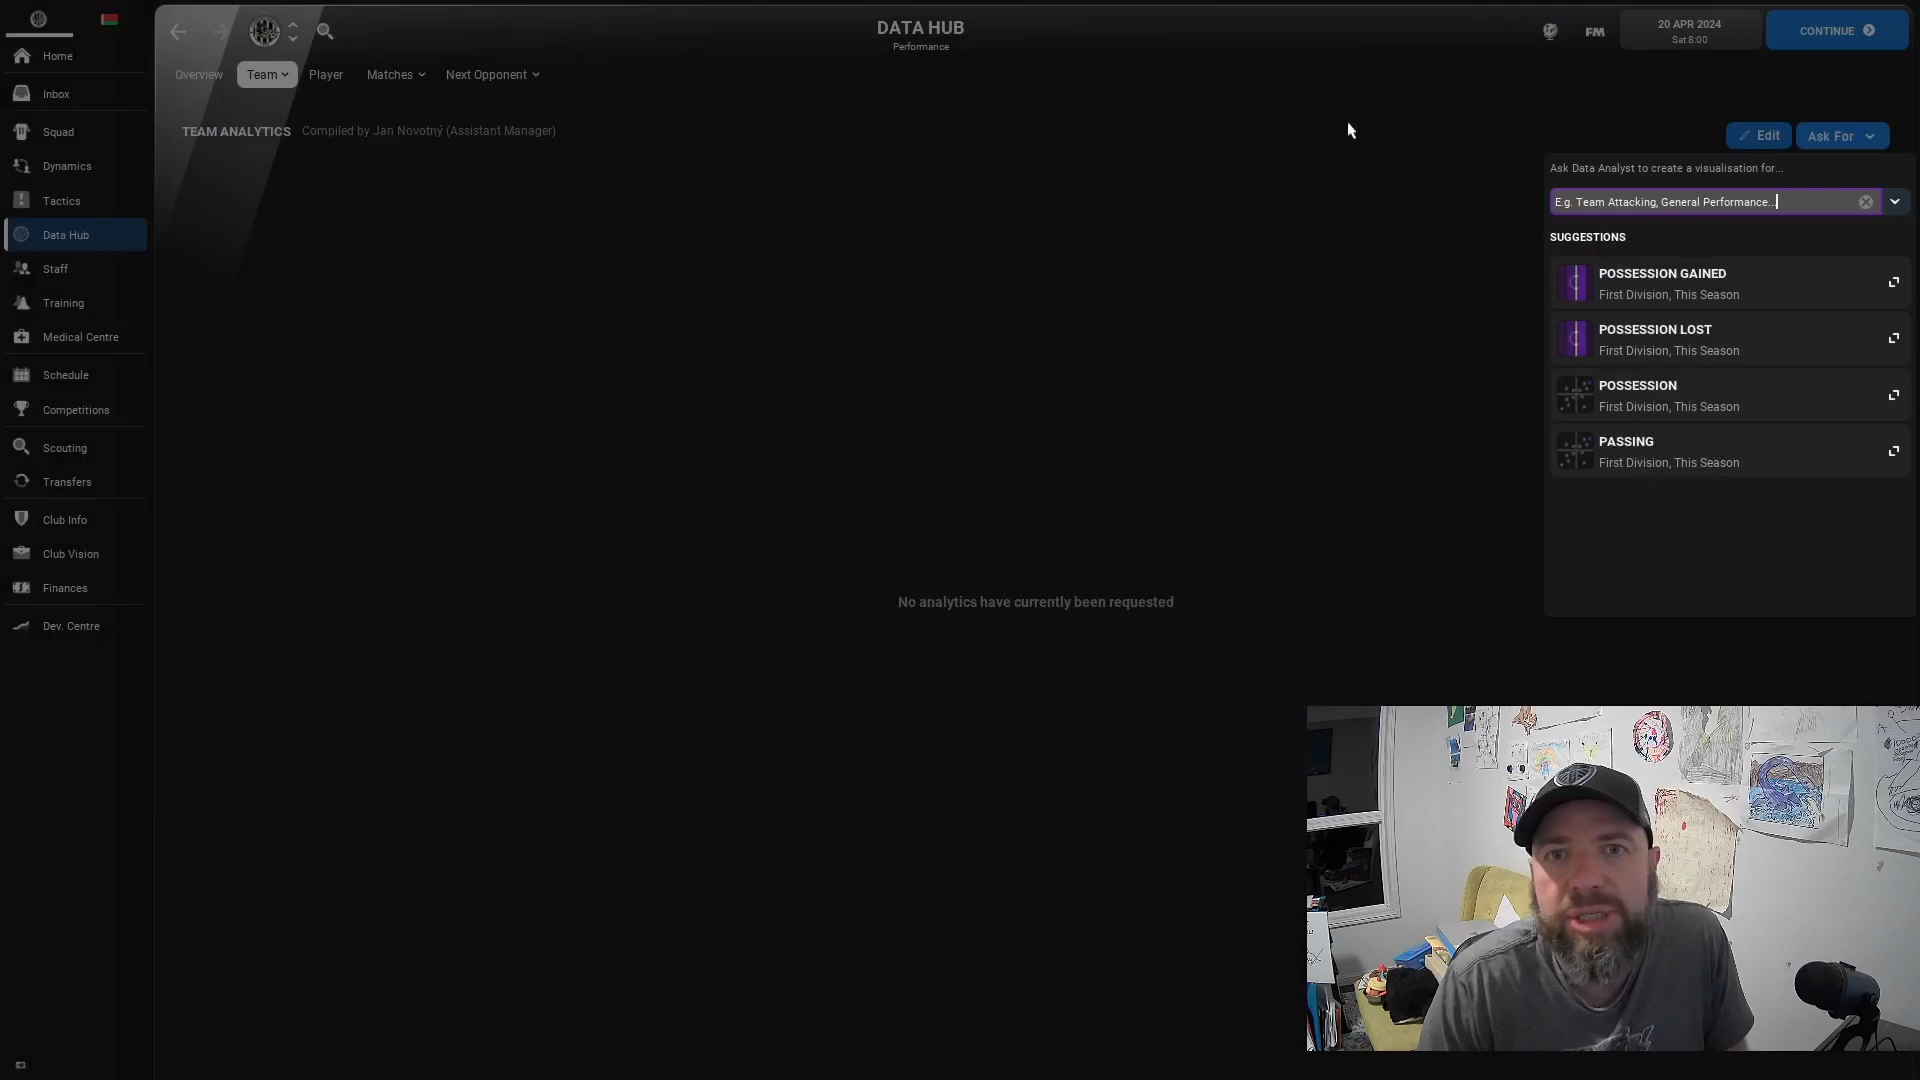 DATA HUB
Performance
FM
20 APR 2024
Sat 8:00
CONTINUE
Home
Inbox
Squad
Dynamics
Tactics
Data Hub
Staff
Training
Medical Centre
Schedule
Competitions
Scouting
Transfers
Club Info
Club Vision
Finances
Dev. Centre
Overview
Team
Player
Matches
Next Opponent
TEAM ANALYTICS
Compiled by Jan Novotný (Assistant Manager)
Edit
Ask For
Ask Data Analyst to create a visualisation for...
E.g. Team Attacking, General Performance...
SUGGESTIONS
POSSESSION GAINED
First Division, This Season
POSSESSION LOST
First Division, This Season
POSSESSION
First Division, This Season
PASSING
First Division, This Season
No analytics have currently been requested